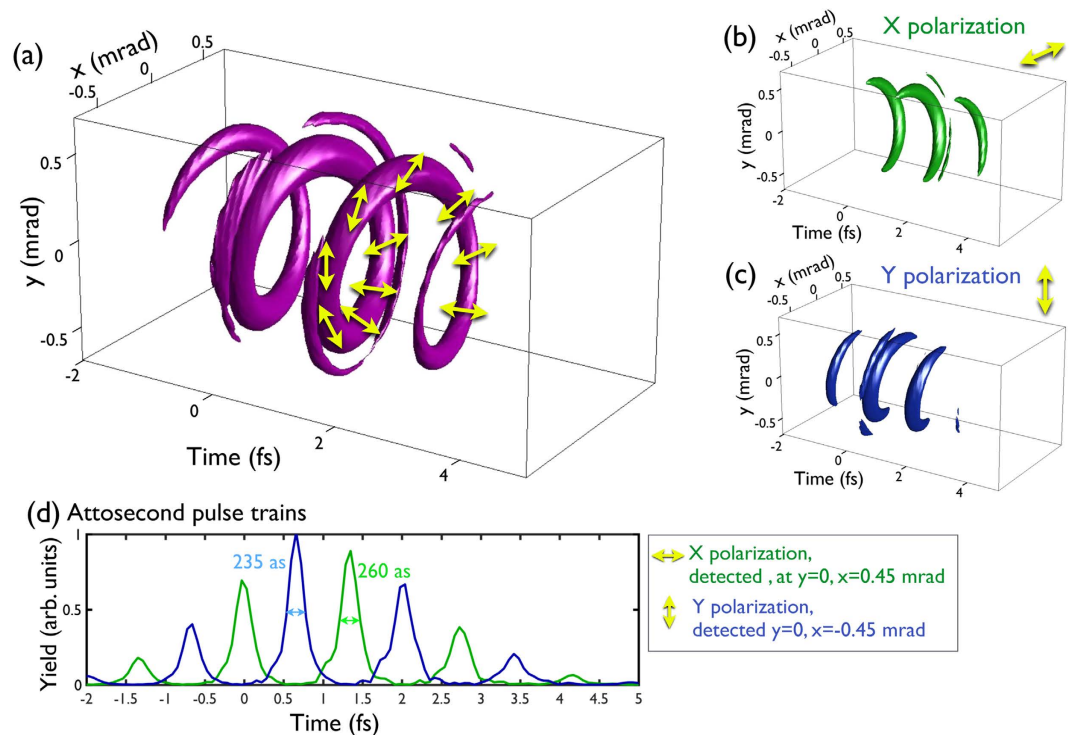 (a)
x (mrad)
-0.5
0
0.5
y (mrad)
0.5
0
-0.5
-2
0
2
4
Time (fs)
(b)
X polarization
x (mrad)
-0.5
0
0.5
y (mrad)
0.5
0
-0.5
-2
0
2
4
Time (fs)
(c)
Y polarization
x (mrad)
-0.5
0
0.5
y (mrad)
0.5
0
-0.5
-2
0
2
4
Time (fs)
(d) Attosecond pulse trains
Yield (arb. units)
1
0.5
0
235 as
260 as
-2 -1.5 -1 -0.5 0 0.5 1 1.5 2 2.5 3 3.5 4 4.5 5
Time (fs)
X polarization,
detected , at y=0, x=0.45 mrad
Y polarization,
detected y=0, x=-0.45 mrad